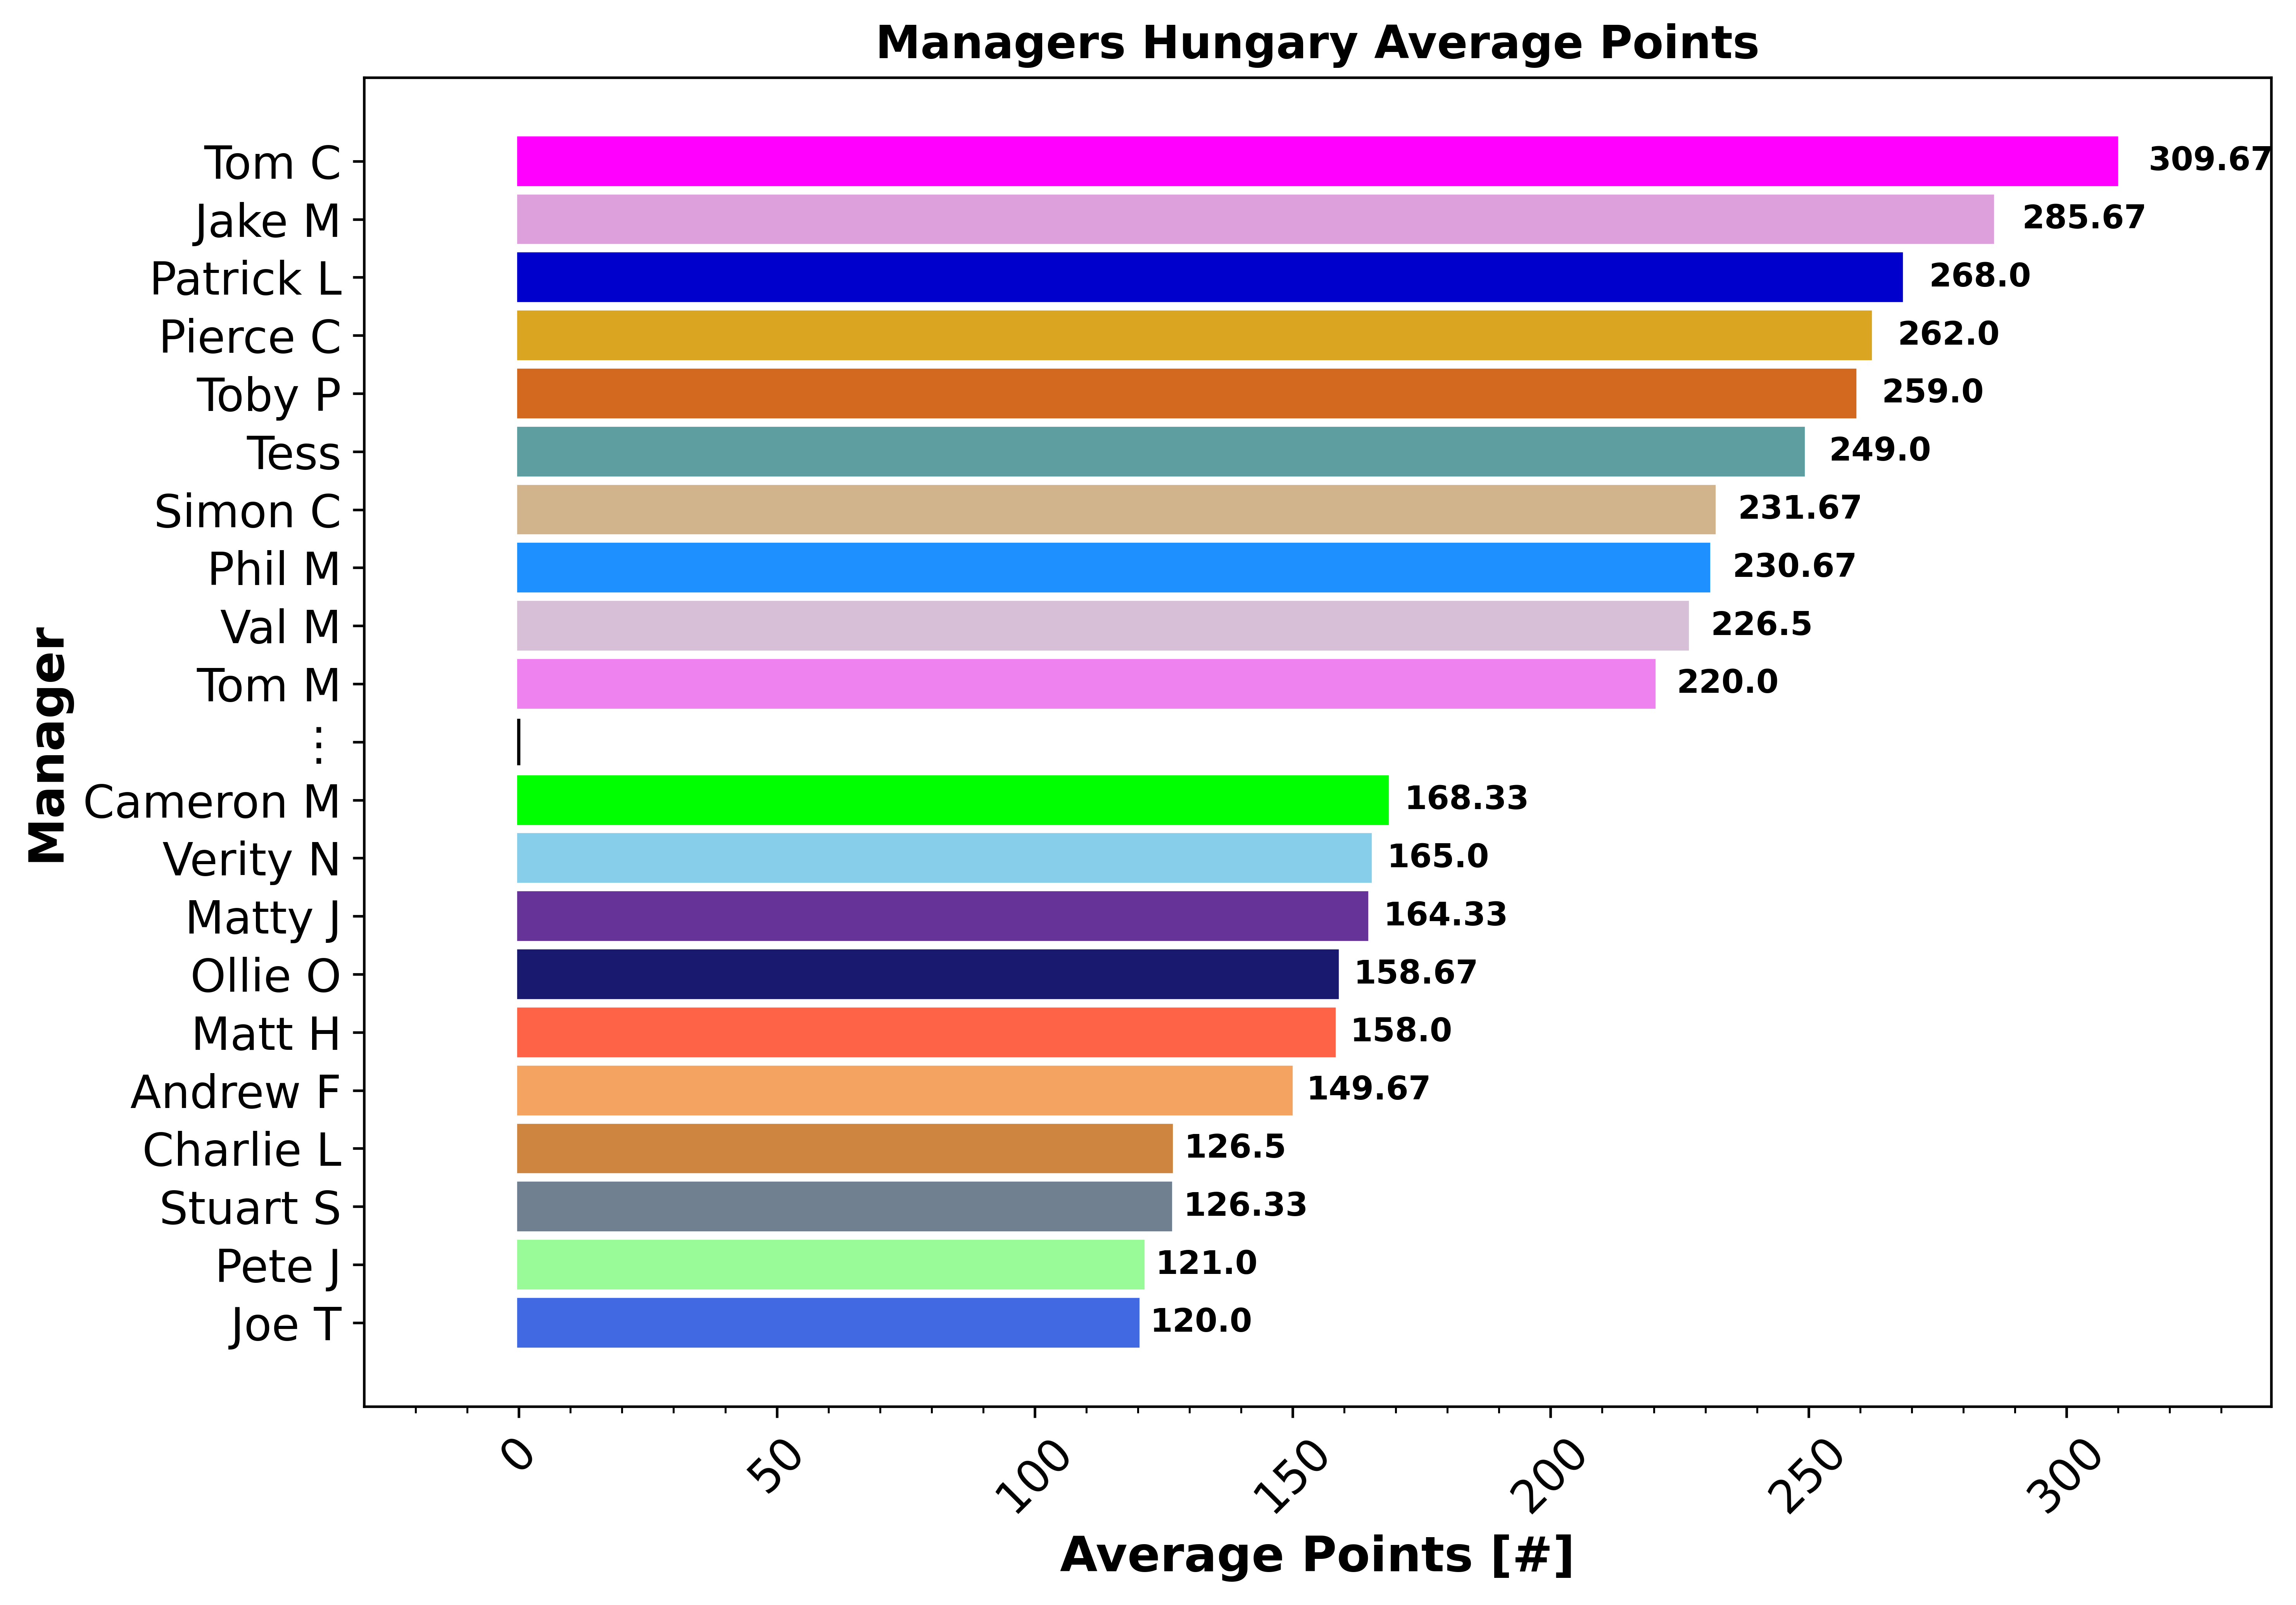 Managers Hungary Average Points
Tom C 309.67
Jake M 285.67
Patrick L 268.0
Pierce C 262.0
Toby P 259.0
Tess 249.0
Simon C 231.67
Phil M 230.67
Val M 226.5
Tom M 220.0
⋮
Cameron M 168.33
Verity N 165.0
Matty J 164.33
Ollie O 158.67
Matt H 158.0
Andrew F 149.67
Charlie L 126.5
Stuart S 126.33
Pete J 121.0
Joe T 120.0
Manager
0 50 100 150 200 250 300
Average Points [#]